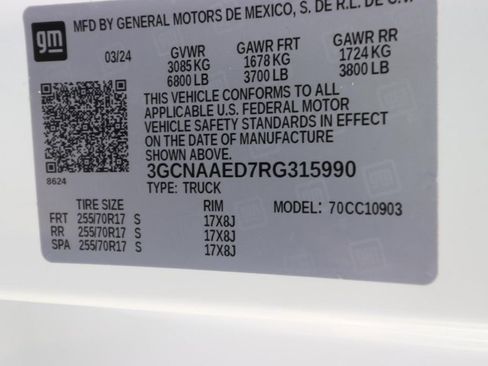 gm
MFD BY GENERAL MOTORS DE MEXICO, S. DE R.L. DE C.V.
03/24 GVWR GAWR FRT GAWR RR
3085 KG 1678 KG 1724 KG
6800 LB 3700 LB 3800 LB
THIS VEHICLE CONFORMS TO ALL
APPLICABLE U.S. FEDERAL MOTOR
VEHICLE SAFETY STANDARDS IN EFFECT
ON THE DATE OF MANUFACTURE
SHOWN ABOVE.
8624
3GCNAAED7RG315990
TYPE: TRUCK
TIRE SIZE RIM MODEL: 70CC10903
FRT 255/70R17 S 17X8J
RR 255/70R17 S 17X8J
SPA 255/70R17 S 17X8J